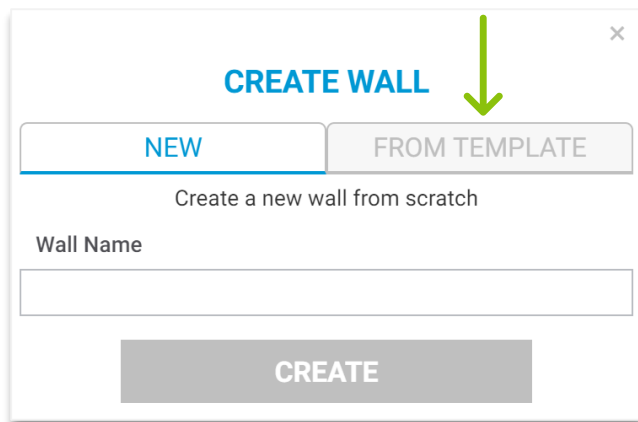 CREATE WALL
NEW
FROM TEMPLATE
Create a new wall from scratch
Wall Name
CREATE